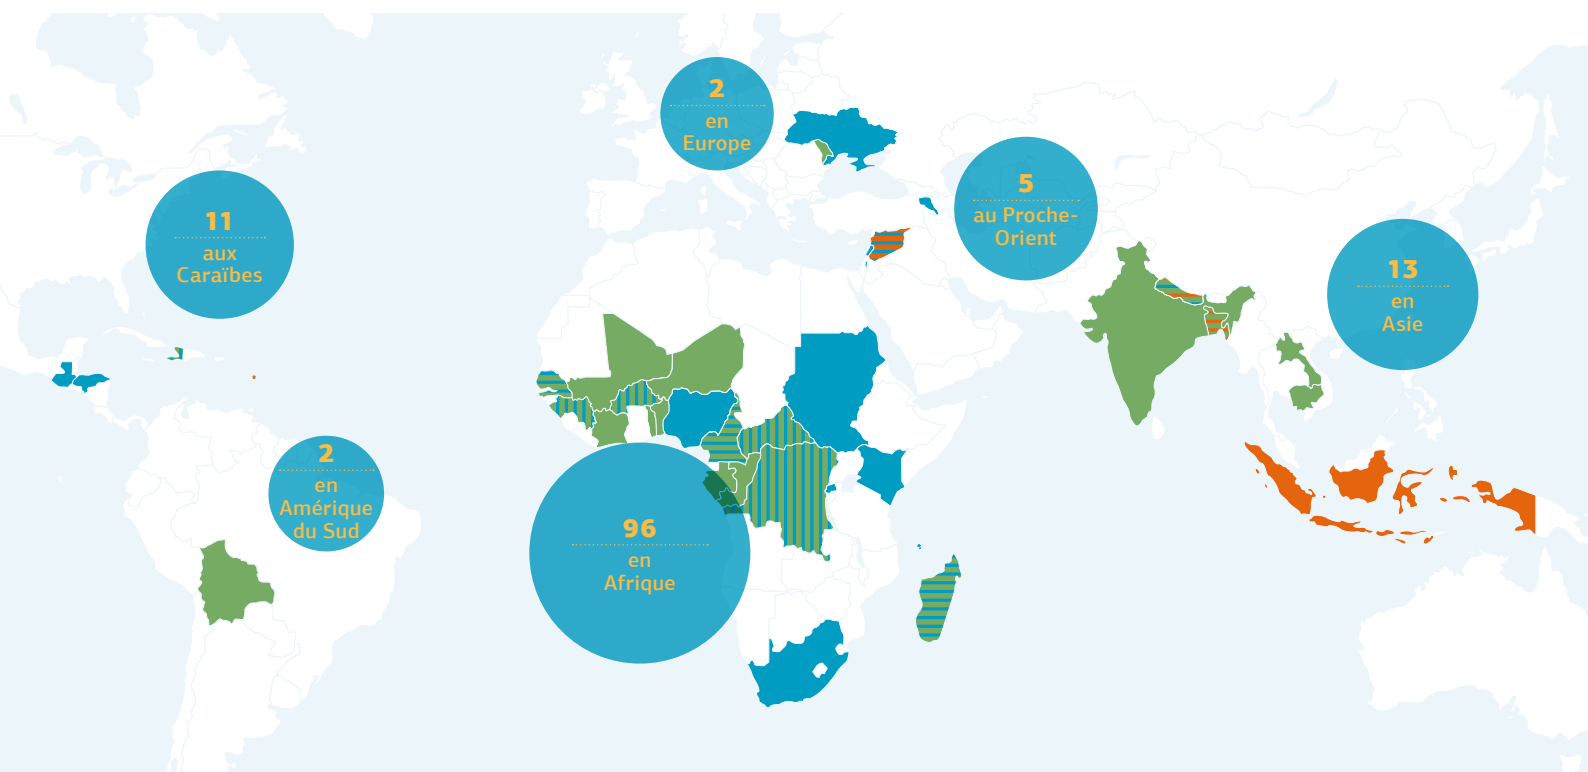 2
en
Europe
5
au Proche-
Orient
11
aux
Caraïbes
13
en
Asie
2
en
Amérique
du Sud
96
en
Afrique